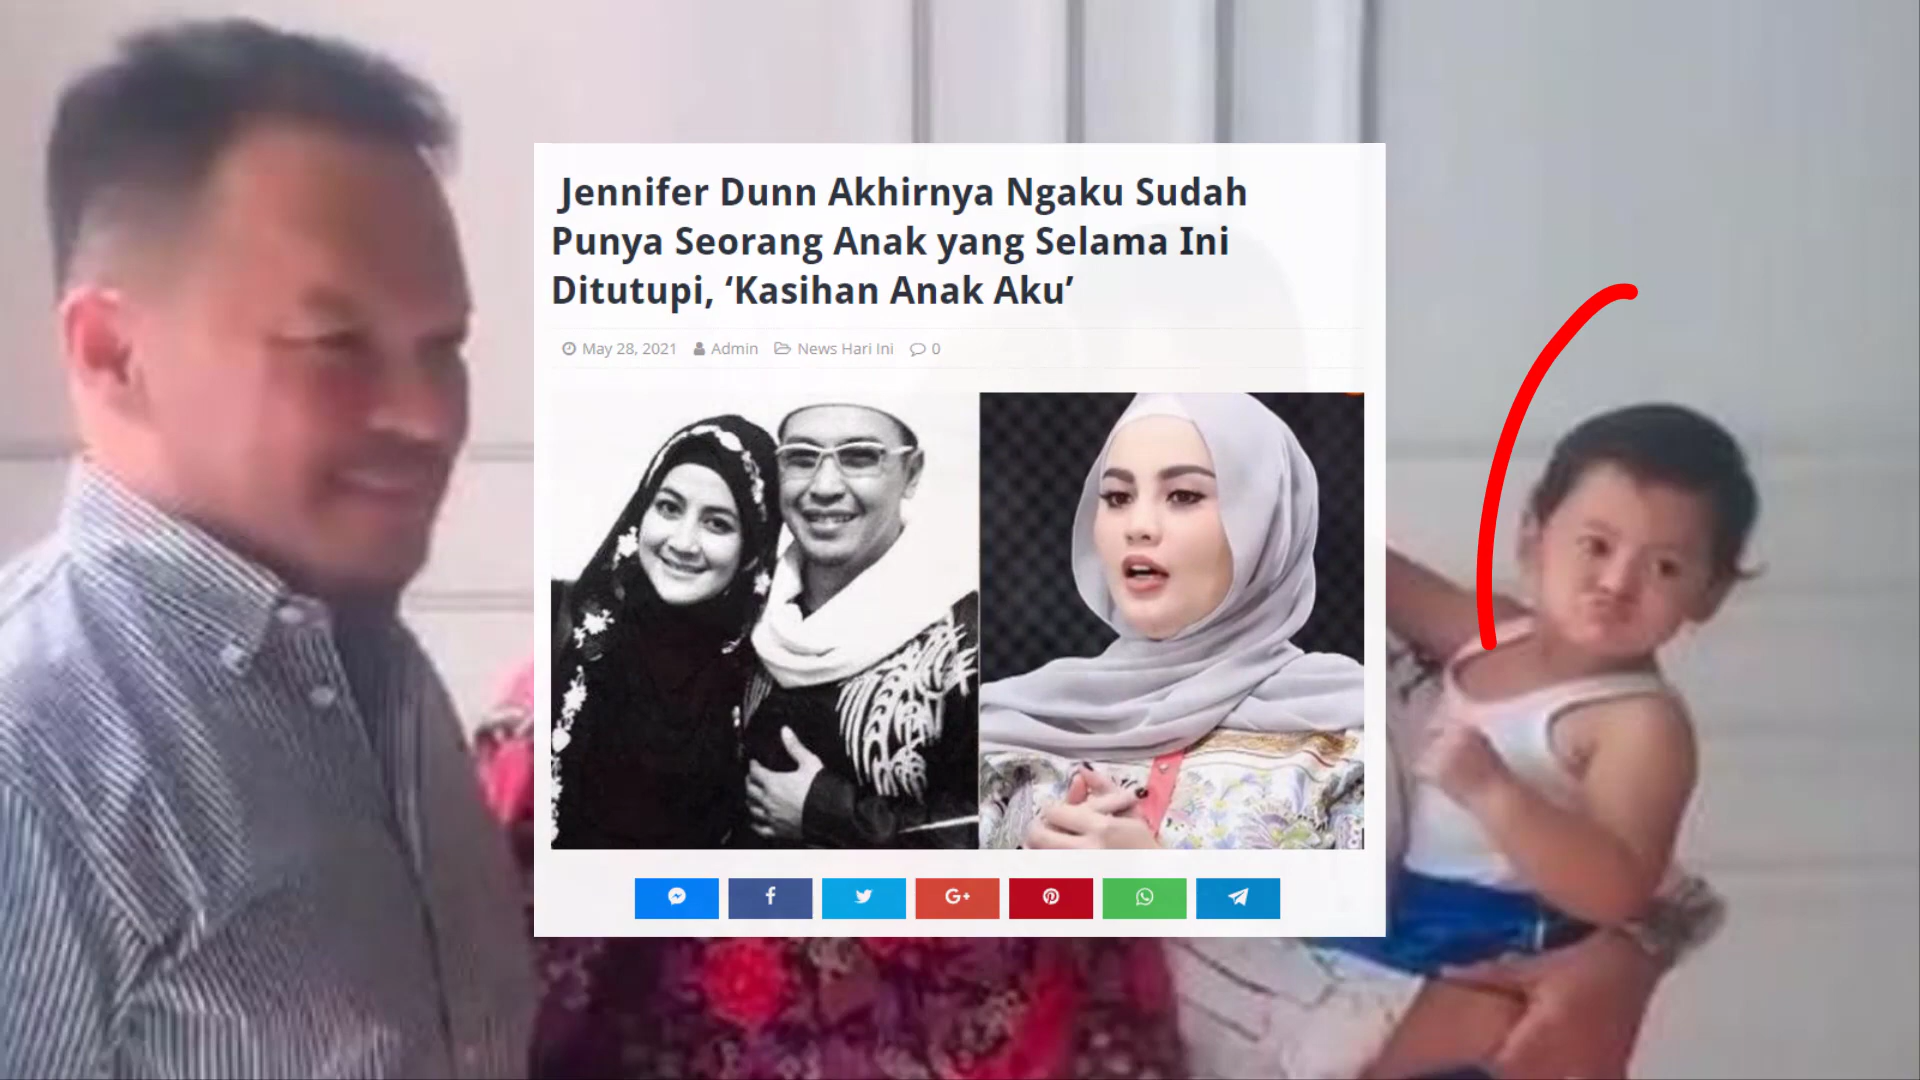 Jennifer Dunn Akhirnya Ngaku Sudah
Punya Seorang Anak yang Selama Ini
Ditutupi, ‘Kasihan Anak Aku’
May 28, 2021 Admin News Hari Ini 0
f G+